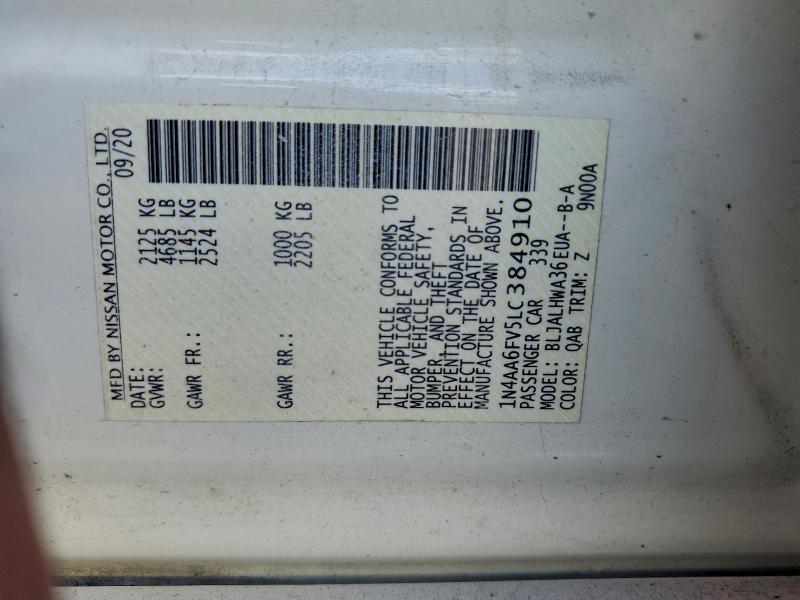 MFD BY NISSAN MOTOR CO., LTD.
DATE: 09/20
GVWR: 2125 KG
4685 LB
GAWR FR.: 1145 KG
2524 LB
GAWR RR.: 1000 KG
2205 LB
THIS VEHICLE CONFORMS TO
ALL APPLICABLE FEDERAL
MOTOR VEHICLE SAFETY,
BUMPER, AND THEFT
PREVENTION STANDARDS IN
EFFECT ON THE DATE OF
MANUFACTURE SHOWN ABOVE.
1N4AA6FV5LC384910
PASSENGER CAR 339
MODEL: BLJALHWA36EUA--B-A
COLOR: QAB TRIM: Z 9N00A